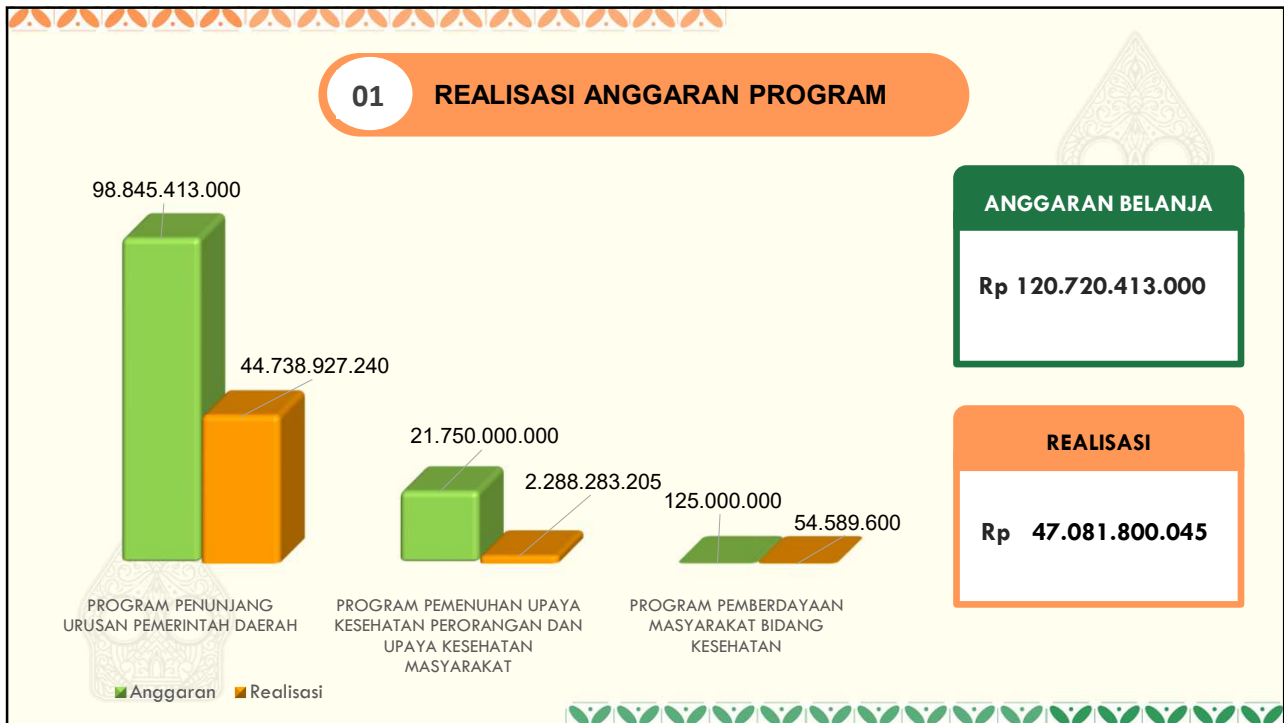 01 REALISASI ANGGARAN PROGRAM
98.845.413.000
44.738.927.240
21.750.000.000
2.288.283.205
125.000.000
54.589.600
PROGRAM PENUNJANG
URUSAN PEMERINTAH DAERAH
PROGRAM PEMENUHAN UPAYA
KESEHATAN PERORANGAN DAN
UPAYA KESEHATAN
MASYARAKAT
PROGRAM PEMBERDAYAAN
MASYARAKAT BIDANG
KESEHATAN
Anggaran Realisasi
ANGGARAN BELANJA
Rp 120.720.413.000
REALISASI
Rp 47.081.800.045